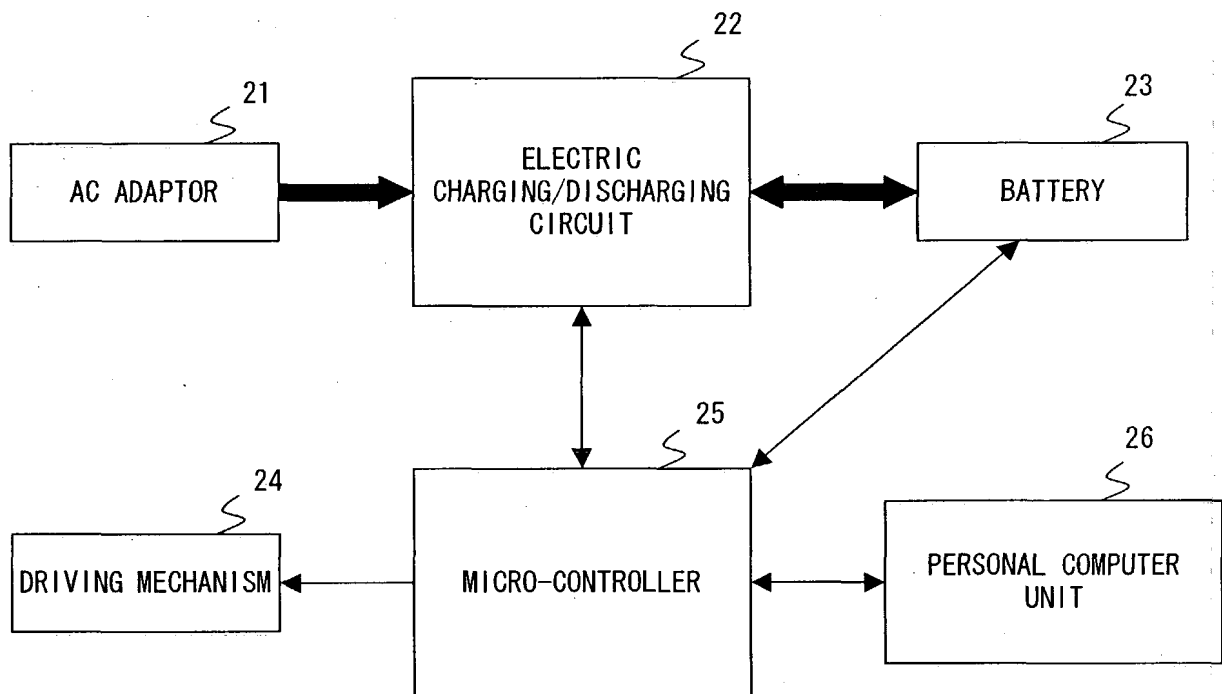 22
21
23
AC ADAPTOR
ELECTRIC
CHARGING/DISCHARGING
CIRCUIT
BATTERY
25
26
24
DRIVING MECHANISM
MICRO-CONTROLLER
PERSONAL COMPUTER
UNIT